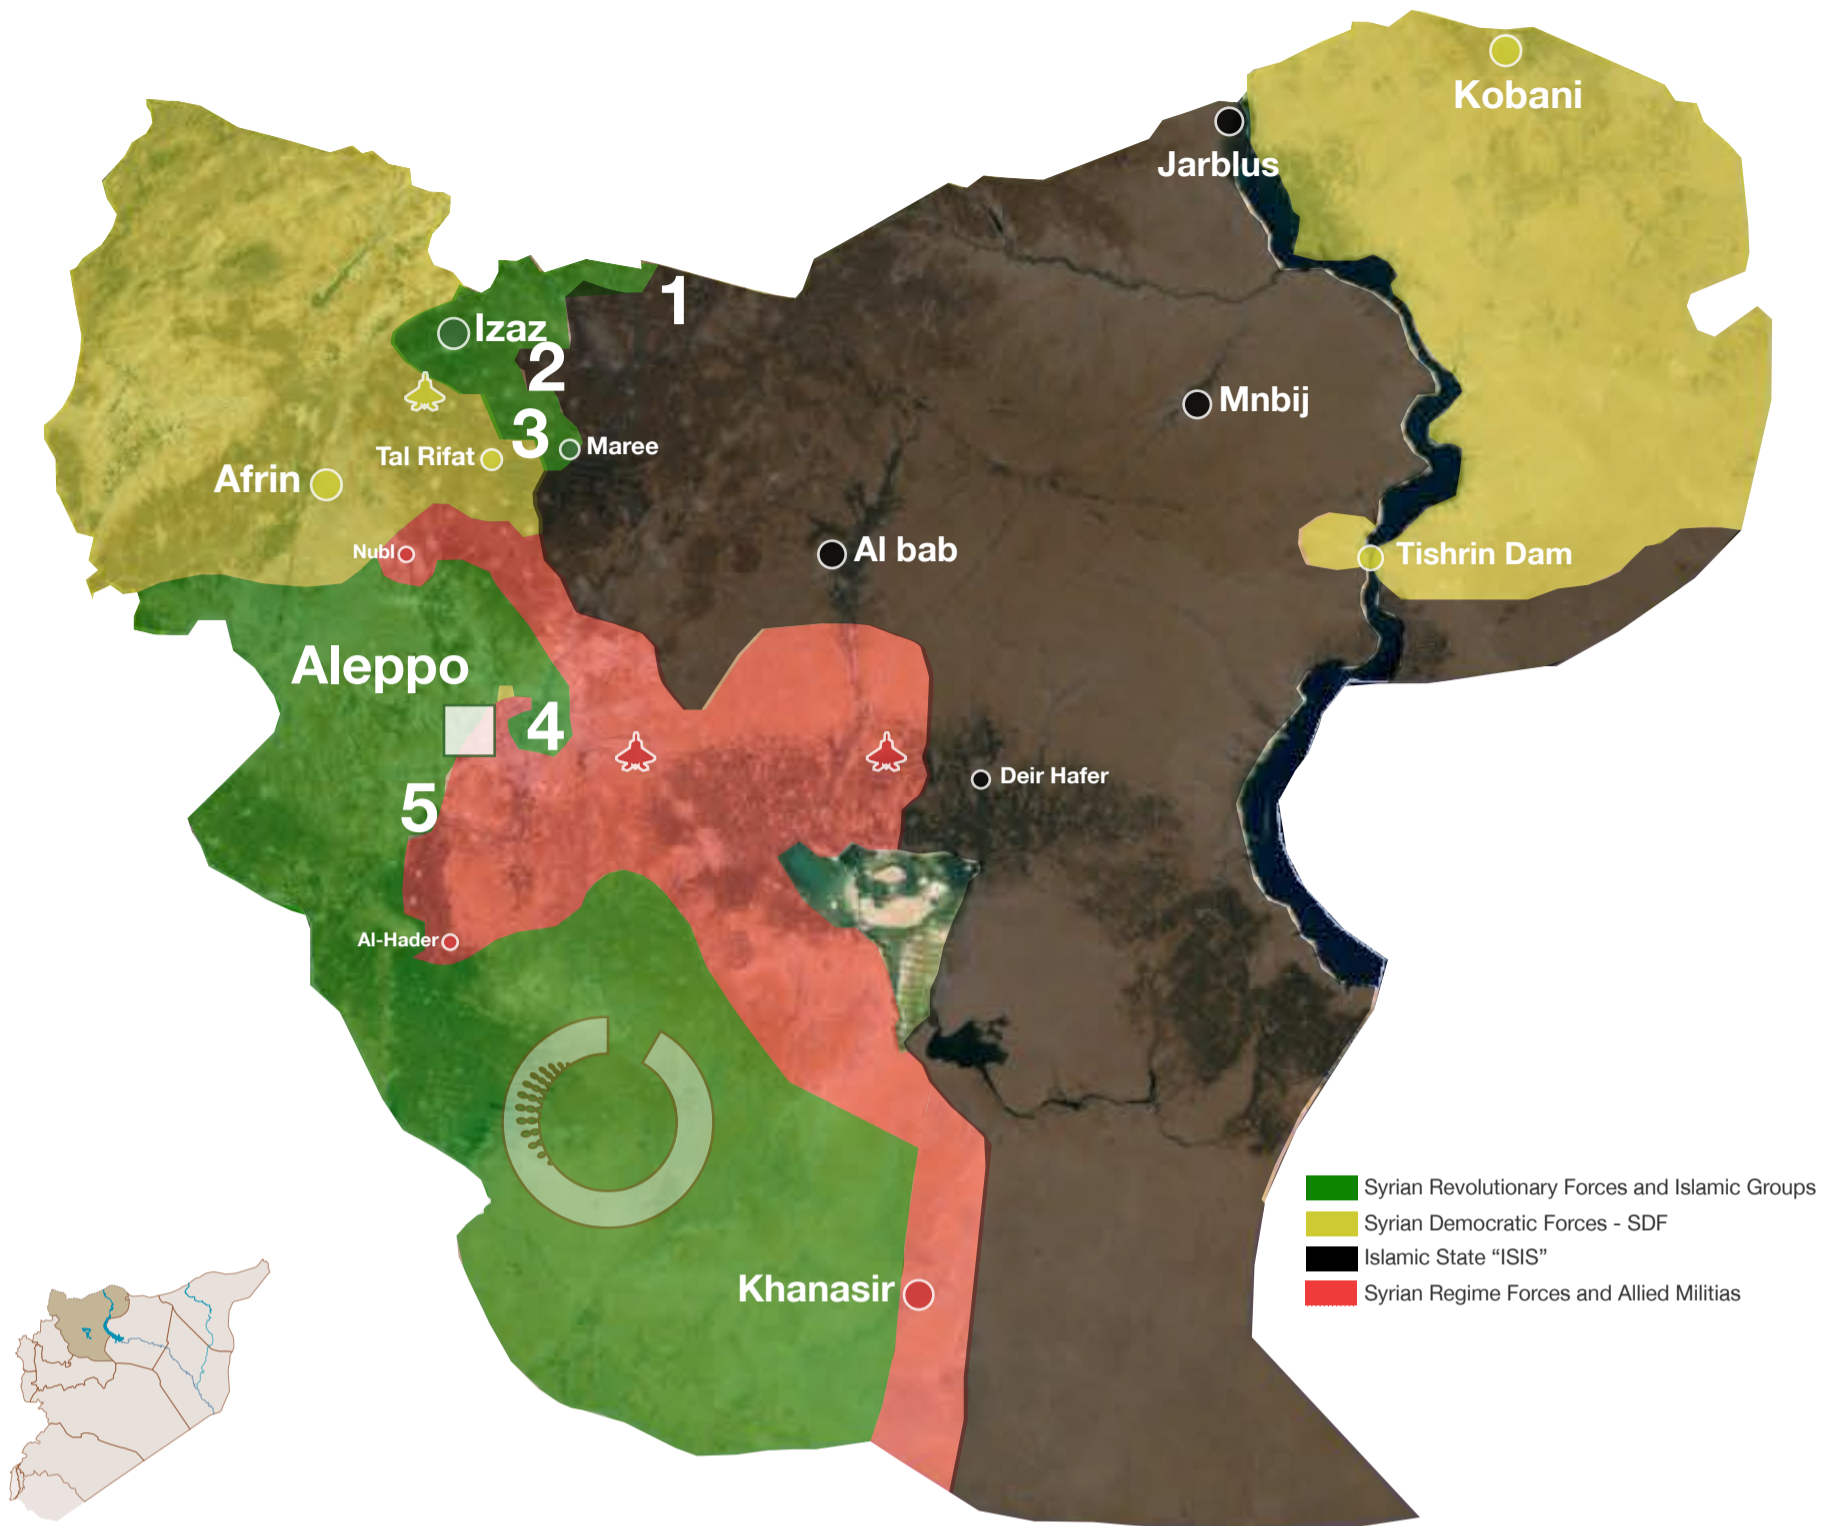 Kobani
Jarblus
1
Izaz
2
Mnbij
3
Maree
Tal Rifat
Afrin
Nubl
Al bab
Tishrin Dam
Aleppo
4
Deir Hafer
5
Al-Hader
Syrian Revolutionary Forces and Islamic Groups
Syrian Democratic Forces - SDF
Islamic State “ISIS”
Syrian Regime Forces and Allied Militias
Khanasir